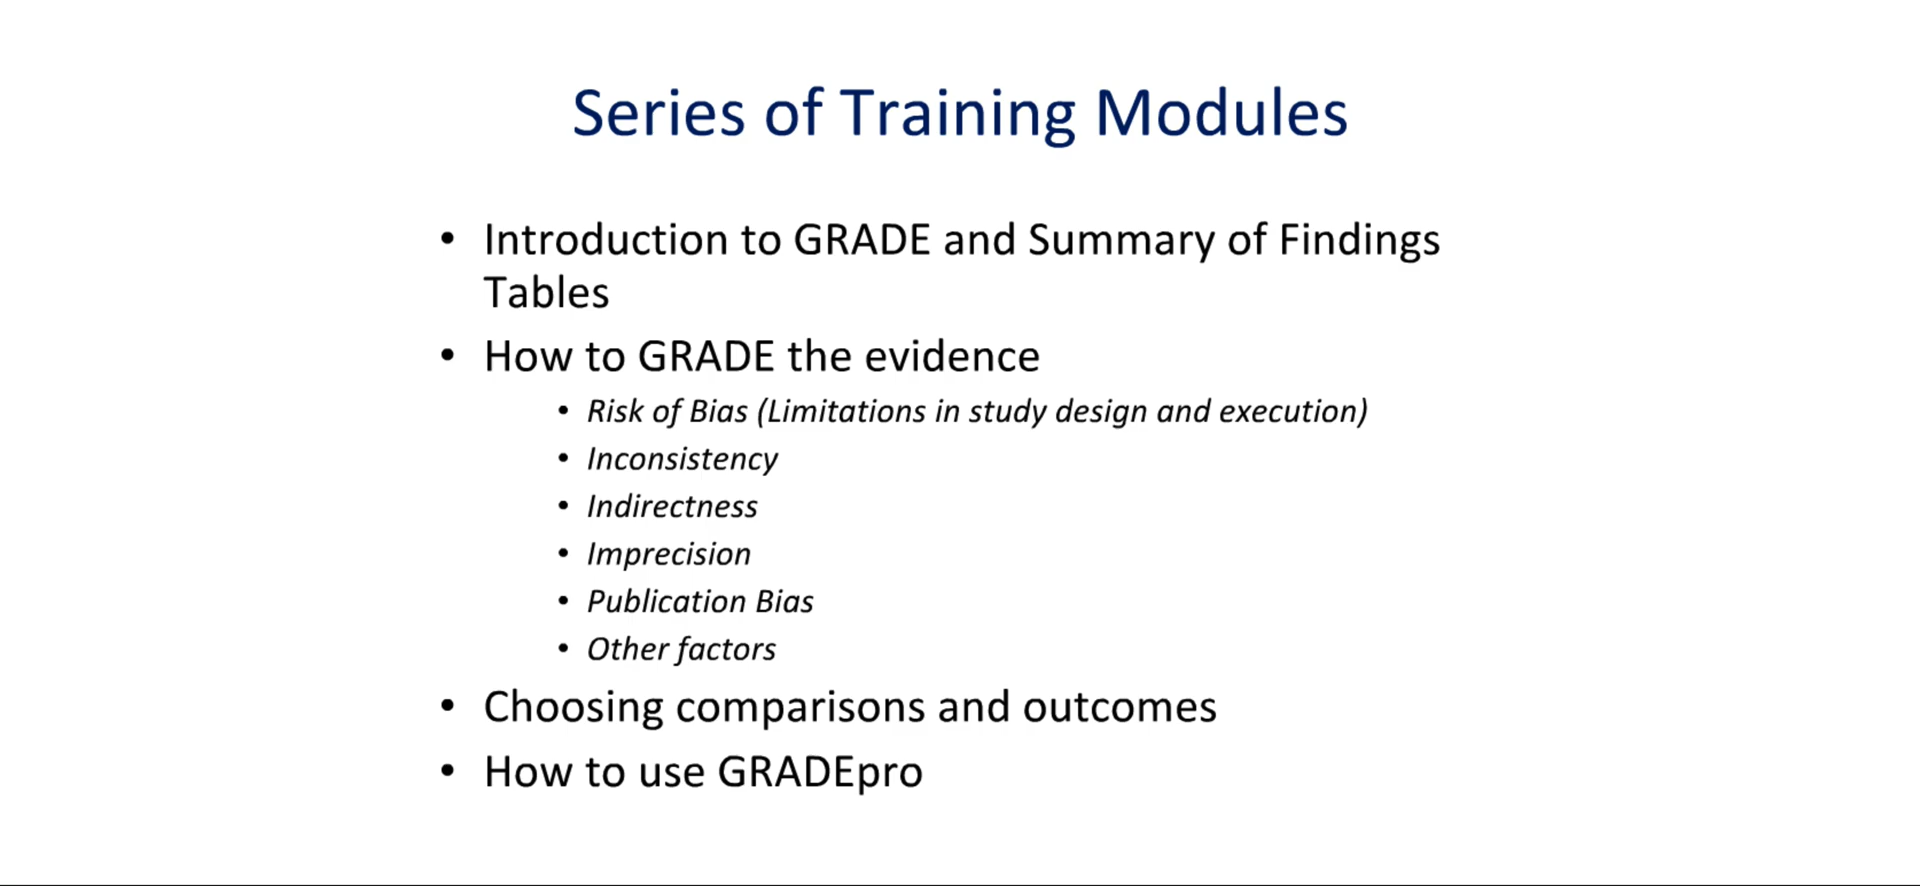 Series of Training Modules
• Introduction to GRADE and Summary of Findings
Tables
• How to GRADE the evidence
• Risk of Bias (Limitations in study design and execution)
• Inconsistency
• Indirectness
• Imprecision
• Publication Bias
• Other factors
• Choosing comparisons and outcomes
• How to use GRADEpro